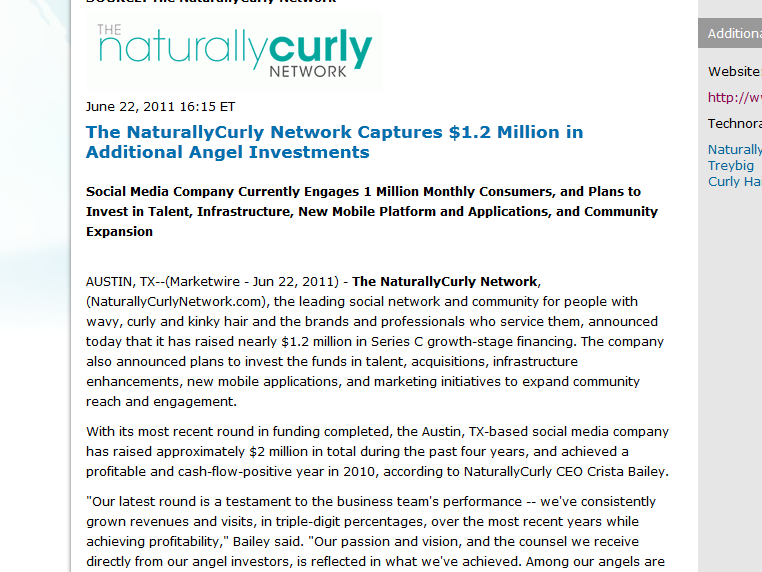 SOURCE: The NaturallyCurly Network
THE
naturallycurly
NETWORK
June 22, 2011 16:15 ET
The NaturallyCurly Network Captures $1.2 Million in
Additional Angel Investments
Social Media Company Currently Engages 1 Million Monthly Consumers, and Plans to
Invest in Talent, Infrastructure, New Mobile Platform and Applications, and Community
Expansion
AUSTIN, TX--(Marketwire - Jun 22, 2011) - The NaturallyCurly Network,
(NaturallyCurlyNetwork.com), the leading social network and community for people with
wavy, curly and kinky hair and the brands and professionals who service them, announced
today that it has raised nearly $1.2 million in Series C growth-stage financing. The company
also announced plans to invest the funds in talent, acquisitions, infrastructure
enhancements, new mobile applications, and marketing initiatives to expand community
reach and engagement.
With its most recent round in funding completed, the Austin, TX-based social media company
has raised approximately $2 million in total during the past four years, and achieved a
profitable and cash-flow-positive year in 2010, according to NaturallyCurly CEO Crista Bailey.
"Our latest round is a testament to the business team's performance -- we've consistently
grown revenues and visits, in triple-digit percentages, over the most recent years while
achieving profitability," Bailey said. "Our passion and vision, and the counsel we receive
directly from our angel investors, is reflected in what we've achieved. Among our angels are
Additiona
Website
http://w
Technora
Naturally
Treybig
Curly Ha